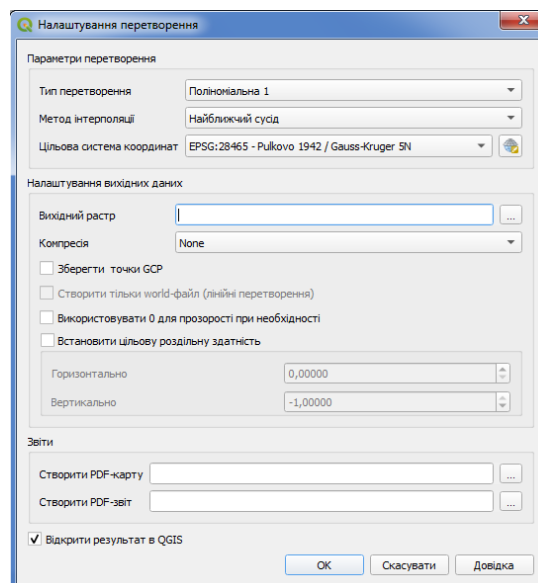 Налаштування перетворення
Параметри перетворення
Тип перетворення Поліноміальна 1
Метод інтерполяції Найближчий сусід
Цільова система координат EPSG:28465 - Pulkovo 1942 / Gauss-Kruger 5N
Налаштування вихідних даних
Вихідний растр ...
Компресія None
Зберегти точки GCP
Створити тільки world-файл (лінійні перетворення)
Використовувати 0 для прозорості при необхідності
Встановити цільову роздільну здатність
Горизонтально 0,00000
Вертикально -1,00000
Звіти
Створити PDF-карту ...
Створити PDF-звіт ...
Відкрити результат в QGIS
OK Скасувати Довідка